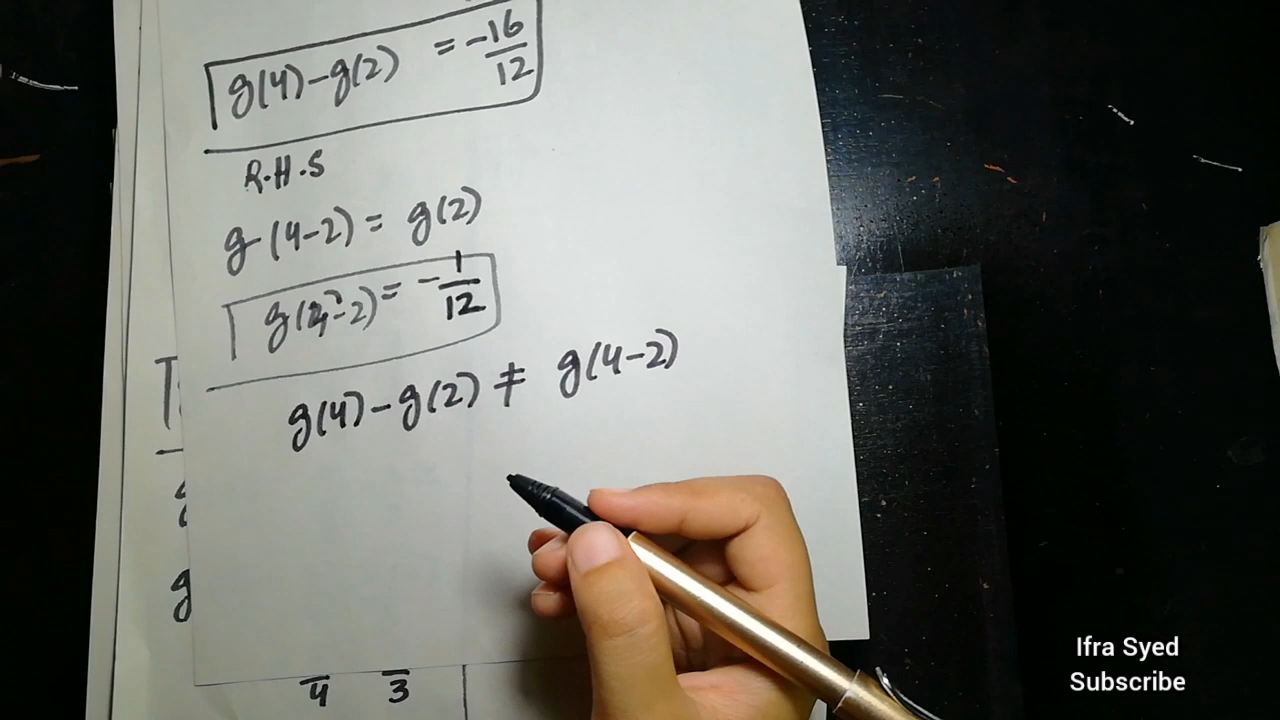 g(4)-g(2) = -16/12
R.H.S
g(4-2) = g(2)
g(4-2) = -1/12
g(4)-g(2) ≠ g(4-2)
g
4 3
Ifra Syed
Subscribe